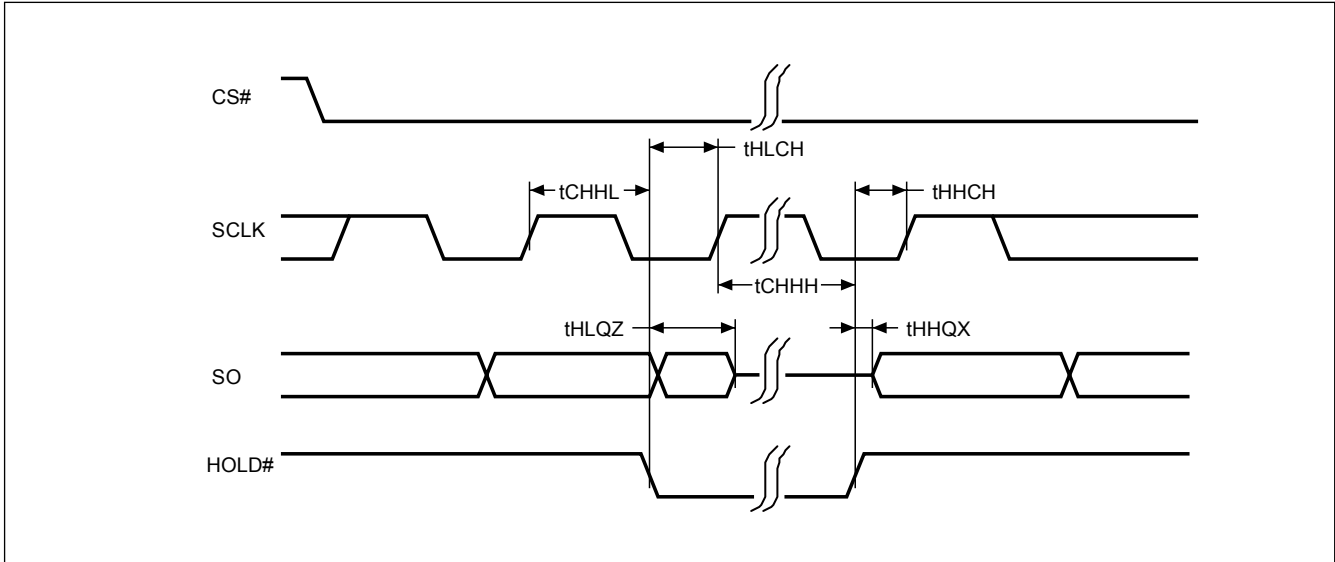 CS#
tHLCH
tCHHL
tHHCH
SCLK
tCHHH
tHLQZ
tHHQX
SO
HOLD#